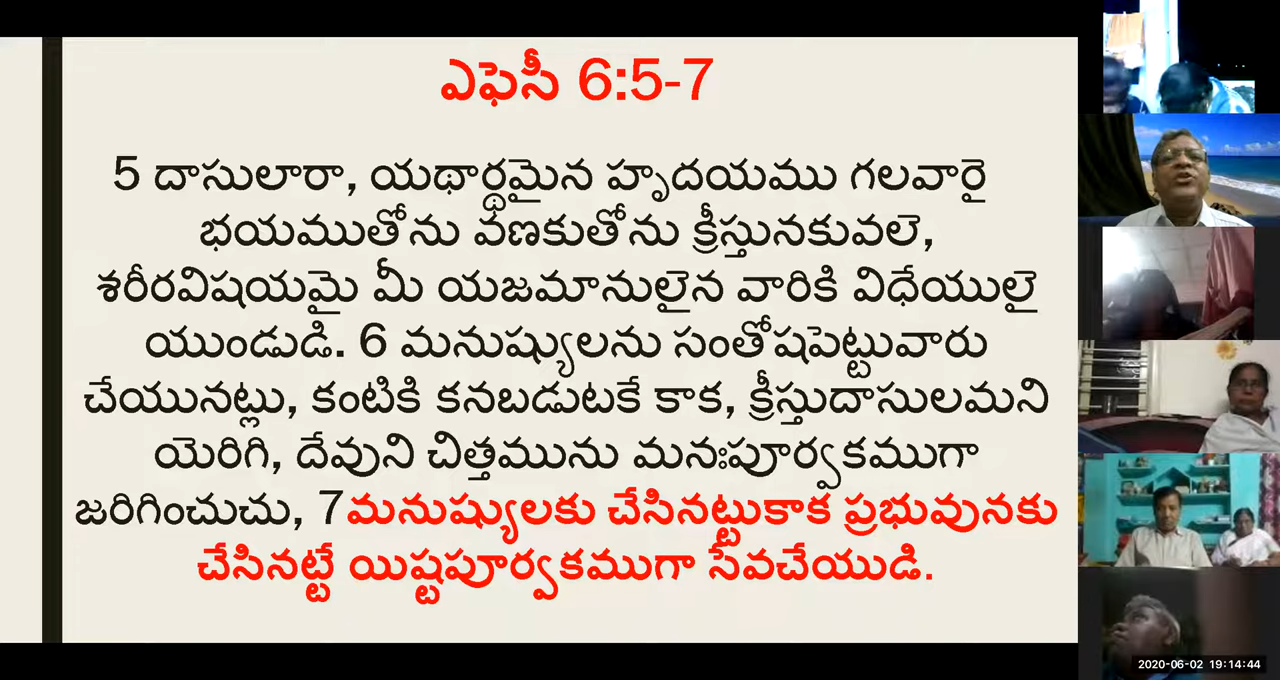 ఎఫెసీ 6:5-7
5 దాసులారా, యథార్థమైన హృదయము గలవారై
భయముతోను వణకుతోను క్రీస్తునకువలె,
శరీరవిషయమై మీ యజమానులైన వారికి విధేయులై
యుండుడి. 6 మనుష్యులను సంతోషపెట్టువారు
చేయునట్లు, కంటికి కనబడుటకే కాక, క్రీస్తుదాసులమని
యెరిగి, దేవుని చిత్తమును మనఃపూర్వకముగా
జరిగించుచు, 7మనుష్యులకు చేసినట్టుకాక ప్రభువునకు
చేసినట్టే యిష్టపూర్వకముగా సేవచేయుడి.
2020-06-02 19:14:44